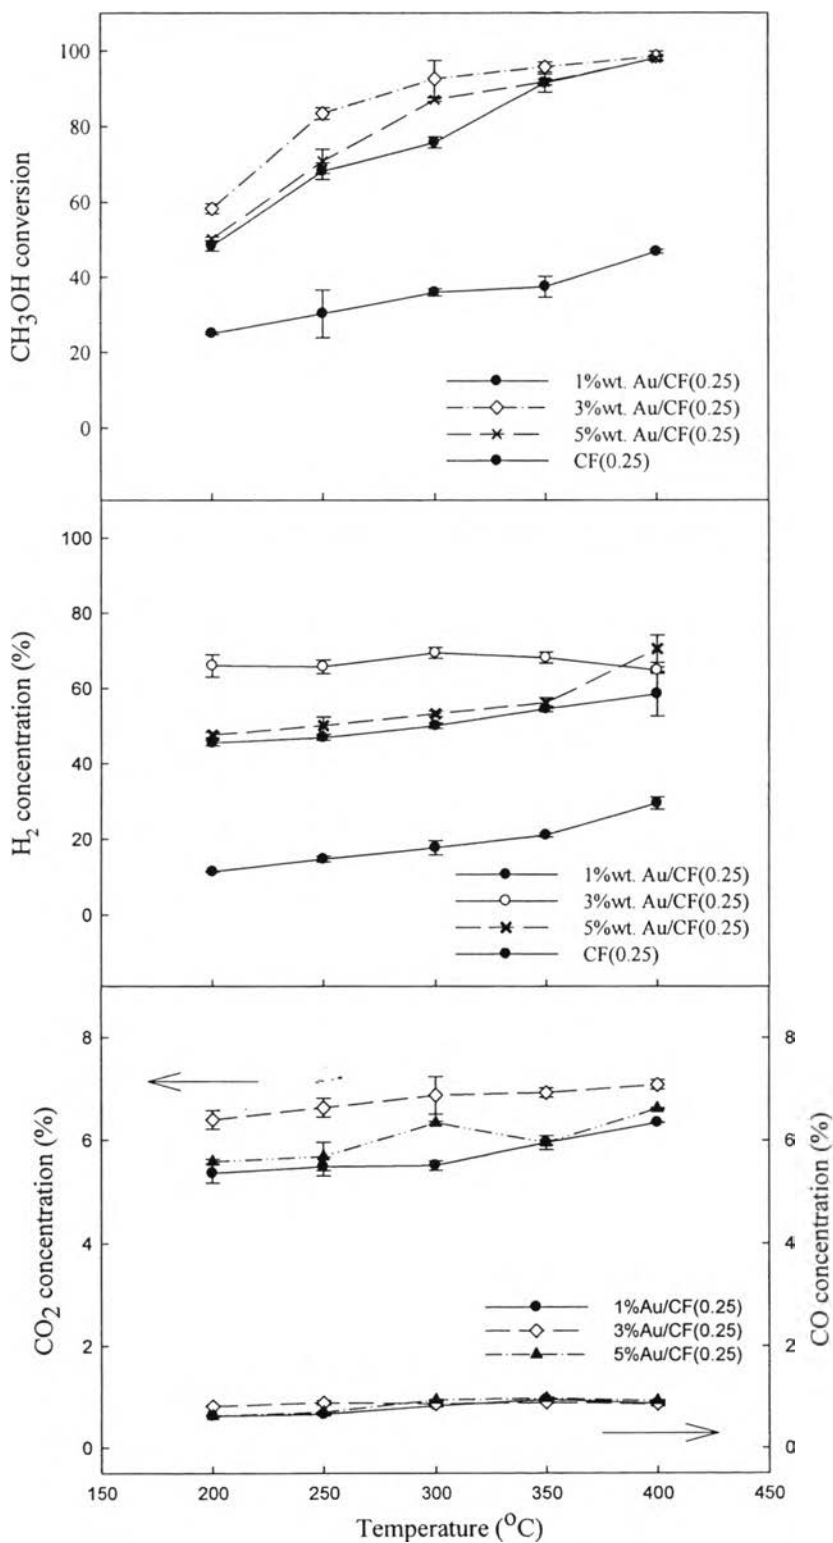 100
80
60
40
20
0
CH3OH conversion
1%wt. Au/CF(0.25)
3%wt. Au/CF(0.25)
5%wt. Au/CF(0.25)
CF(0.25)
100
80
60
40
20
0
H2 concentration (%)
1%wt. Au/CF(0.25)
3%wt. Au/CF(0.25)
5%wt. Au/CF(0.25)
CF(0.25)
8
6
4
2
0
CO2 concentration (%)
8
6
4
2
0
CO concentration (%)
1%Au/CF(0.25)
3%Au/CF(0.25)
5%Au/CF(0.25)
150 200 250 300 350 400 450
Temperature (°C)